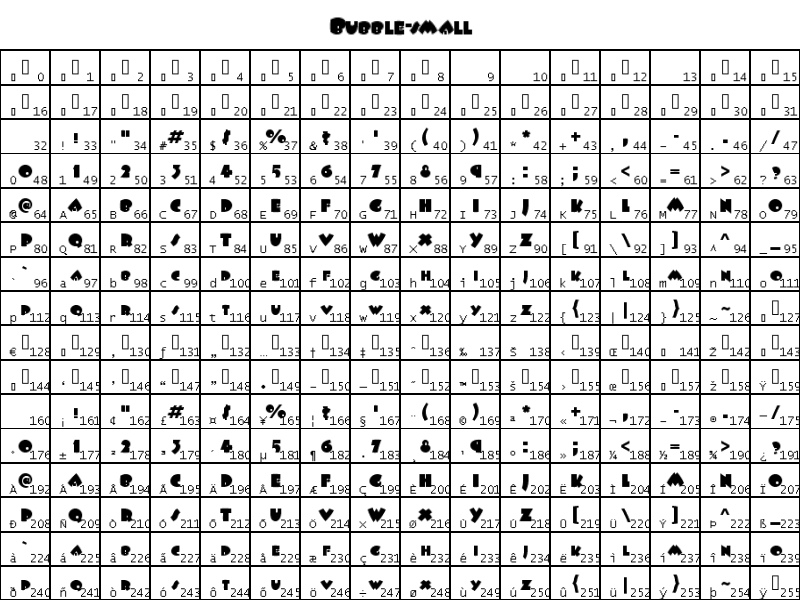 BUBBLE-SMALL
0 1 2 3 4 5 6 7 8 9 10 11 12 13 14 15
16 17 18 19 20 21 22 23 24 25 26 27 28 29 30 31
32 ! ! 33 " " 34 # # 35 $ $ 36 % % 37 & & 38 ' ' 39 ( ( 40 ) ) 41 * * 42 + + 43 , , 44 - - 45 . . 46 / / 47
0 0 48 1 1 49 2 2 50 3 3 51 4 4 52 5 5 53 6 6 54 7 7 55 8 8 56 9 9 57 : : 58 ; ; 59 < < 60 = = 61 > > 62 ? ? 63
@ @ 64 A A 65 B B 66 C C 67 D D 68 E E 69 F F 70 G G 71 H H 72 I I 73 J J 74 K K 75 L L 76 M M 77 N N 78 O O 79
P P 80 Q Q 81 R R 82 S S 83 T T 84 U U 85 V V 86 W W 87 X X 88 Y Y 89 Z Z 90 [ [ 91 \ \ 92 ] ] 93 ^ ^ 94 _ _ 95
` ` 96 a A 97 b B 98 c C 99 d D 100 e E 101 f F 102 g G 103 h H 104 i I 105 j J 106 k K 107 l L 108 m M 109 n N 110 o O 111
p P 112 q Q 113 r R 114 s S 115 t T 116 u U 117 v V 118 w W 119 x X 120 y Y 121 z Z 122 { { 123 | | 124 } } 125 ~ ~ 126 127
€ 128 129 ‚ 130 ƒ 131 „ 132 … 133 † 134 ‡ 135 ˆ 136 ‰ 137 Š 138 ‹ 139 Œ 140 141 Ž 142 143
144 ‘ 145 ’ 146 “ 147 ” 148 • 149 – 150 — 151 ˜ 152 ™ 153 š 154 › 155 œ 156 157 ž 158 Ÿ 159
160 ¡ ! 161 ¢ " 162 £ # 163 ¤ $ 164 ¥ % 165 ¦ & 166 § ' 167 ¨ ( 168 © ) 169 ª * 170 « + 171 ¬ , 172 - - 173 ® . 174 ¯ / 175
° 0 176 ± 1 177 ² 2 178 ³ 3 179 ´ 4 180 µ 5 181 ¶ 6 182 · 7 183 ¸ 8 184 ¹ 9 185 º : 186 » ; 187 ¼ < 188 ½ = 189 ¾ > 190 ¿ ? 191
À @ 192 Á A 193 Â B 194 Ã C 195 Ä D 196 Å E 197 Æ F 198 Ç G 199 È H 200 É I 201 Ê J 202 Ë K 203 Ì L 204 Í M 205 Î N 206 Ï O 207
Ð P 208 Ñ Q 209 Ò R 210 Ó S 211 Ô T 212 Õ U 213 Ö V 214 × W 215 Ø X 216 Ù Y 217 Ú Z 218 Û [ 219 Ü \ 220 Ý ] 221 Þ ^ 222 ß _ 223
à ` 224 á A 225 â B 226 ã C 227 ä D 228 å E 229 æ F 230 ç G 231 è H 232 é I 233 ê J 234 ë K 235 ì L 236 í M 237 î N 238 ï O 239
ð P 240 ñ Q 241 ò R 242 ó S 243 ô T 244 õ U 245 ö V 246 ÷ W 247 ø X 248 ù Y 249 ú Z 250 û { 251 ü | 252 ý } 253 þ ~ 254 ÿ 255